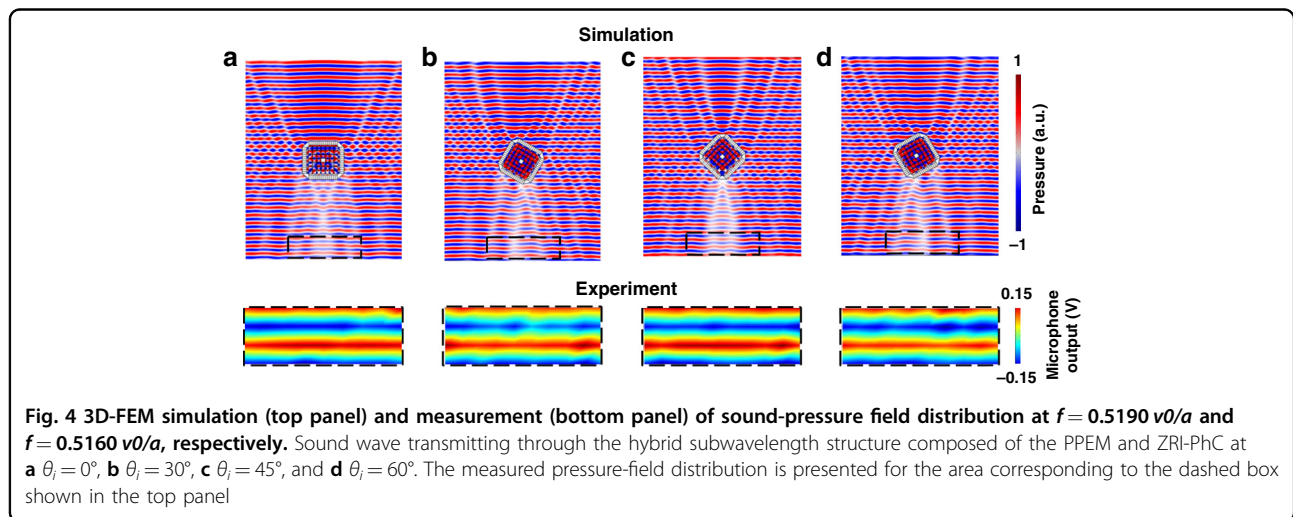 Simulation
a
b
c
d
1
Pressure (a.u.)
−1
Experiment
0.15
Microphone
output (V)
−0.15
Fig. 4 3D-FEM simulation (top panel) and measurement (bottom panel) of sound-pressure field distribution at f = 0.5190 v0/a and
f = 0.5160 v0/a, respectively. Sound wave transmitting through the hybrid subwavelength structure composed of the PPEM and ZRI-PhC at
a θi = 0°, b θi = 30°, c θi = 45°, and d θi = 60°. The measured pressure-field distribution is presented for the area corresponding to the dashed box
shown in the top panel